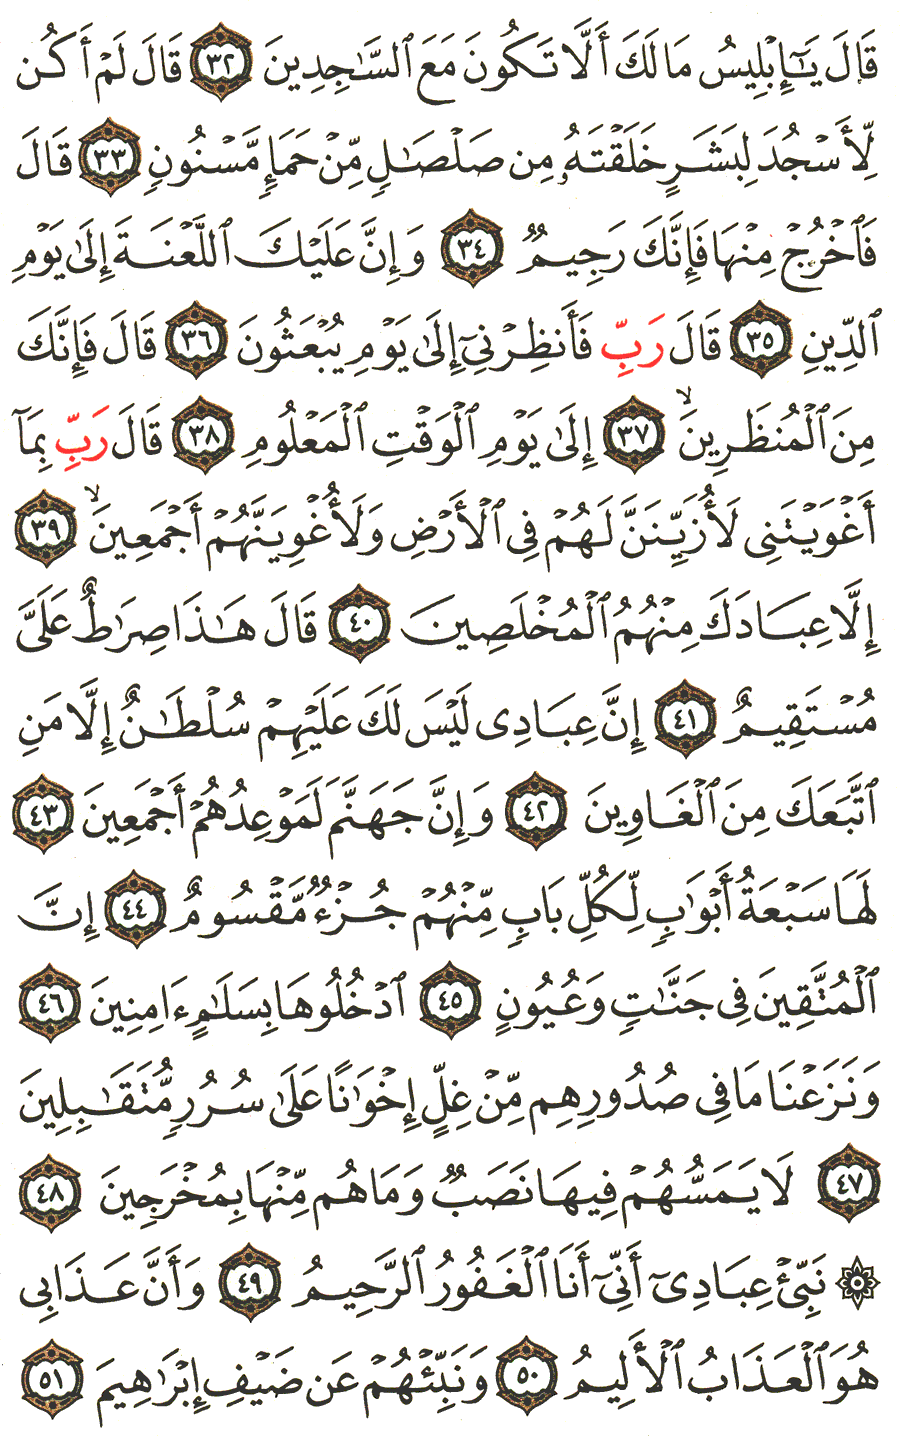 قَالَ يَٰٓإِبْلِيسُ مَا لَكَ أَلَّا تَكُونَ مَعَ ٱلسَّٰجِدِينَ ٣٢ قَالَ لَمْ أَكُن
لِّأَسْجُدَ لِبَشَرٍ خَلَقْتَهُۥ مِن صَلْصَٰلٍ مِّنْ حَمَإٍ مَّسْنُونٍ ٣٣ قَالَ
فَٱخْرُجْ مِنْهَا فَإِنَّكَ رَجِيمٌ ٣٤ وَإِنَّ عَلَيْكَ ٱللَّعْنَةَ إِلَىٰ يَوْمِ
ٱلدِّينِ ٣٥ قَالَ رَبِّ فَأَنظِرْنِىٓ إِلَىٰ يَوْمِ يُبْعَثُونَ ٣٦ قَالَ فَإِنَّكَ
مِنَ ٱلْمُنظَرِينَۙ ٣٧ إِلَىٰ يَوْمِ ٱلْوَقْتِ ٱلْمَعْلُومِ ٣٨ قَالَ رَبِّ بِمَآ
أَغْوَيْتَنِى لَأُزَيِّنَنَّ لَهُمْ فِى ٱلْأَرْضِ وَلَأُغْوِيَنَّهُمْ أَجْمَعِينَۙ ٣٩
إِلَّا عِبَادَكَ مِنْهُمُ ٱلْمُخْلَصِينَ ٤٠ قَالَ هَٰذَا صِرَٰطٌ عَلَىَّ
مُسْتَقِيمٌ ٤١ إِنَّ عِبَادِى لَيْسَ لَكَ عَلَيْهِمْ سُلْطَٰنٌ إِلَّا مَنِ
ٱتَّبَعَكَ مِنَ ٱلْغَاوِينَ ٤٢ وَإِنَّ جَهَنَّمَ لَمَوْعِدُهُمْ أَجْمَعِينَ ٤٣
لَهَا سَبْعَةُ أَبْوَٰبٍ لِّكُلِّ بَابٍ مِّنْهُمْ جُزْءٌ مَّقْسُومٌ ٤٤ إِنَّ
ٱلْمُتَّقِينَ فِى جَنَّٰتٍ وَعُيُونٍ ٤٥ ٱدْخُلُوهَا بِسَلَٰمٍ ءَامِنِينَ ٤٦
وَنَزَعْنَا مَا فِى صُدُورِهِم مِّنْ غِلٍّ إِخْوَٰنًا عَلَىٰ سُرُرٍ مُّتَقَٰبِلِينَ
٤٧ لَا يَمَسُّهُمْ فِيهَا نَصَبٌ وَمَا هُم مِّنْهَا بِمُخْرَجِينَ ٤٨
۞ نَبِّئْ عِبَادِىٓ أَنِّىٓ أَنَا ٱلْغَفُورُ ٱلرَّحِيمُ ٤٩ وَأَنَّ عَذَابِى
هُوَ ٱلْعَذَابُ ٱلْأَلِيمُ ٥٠ وَنَبِّئْهُمْ عَن ضَيْفِ إِبْرَٰهِيمَ ٥١